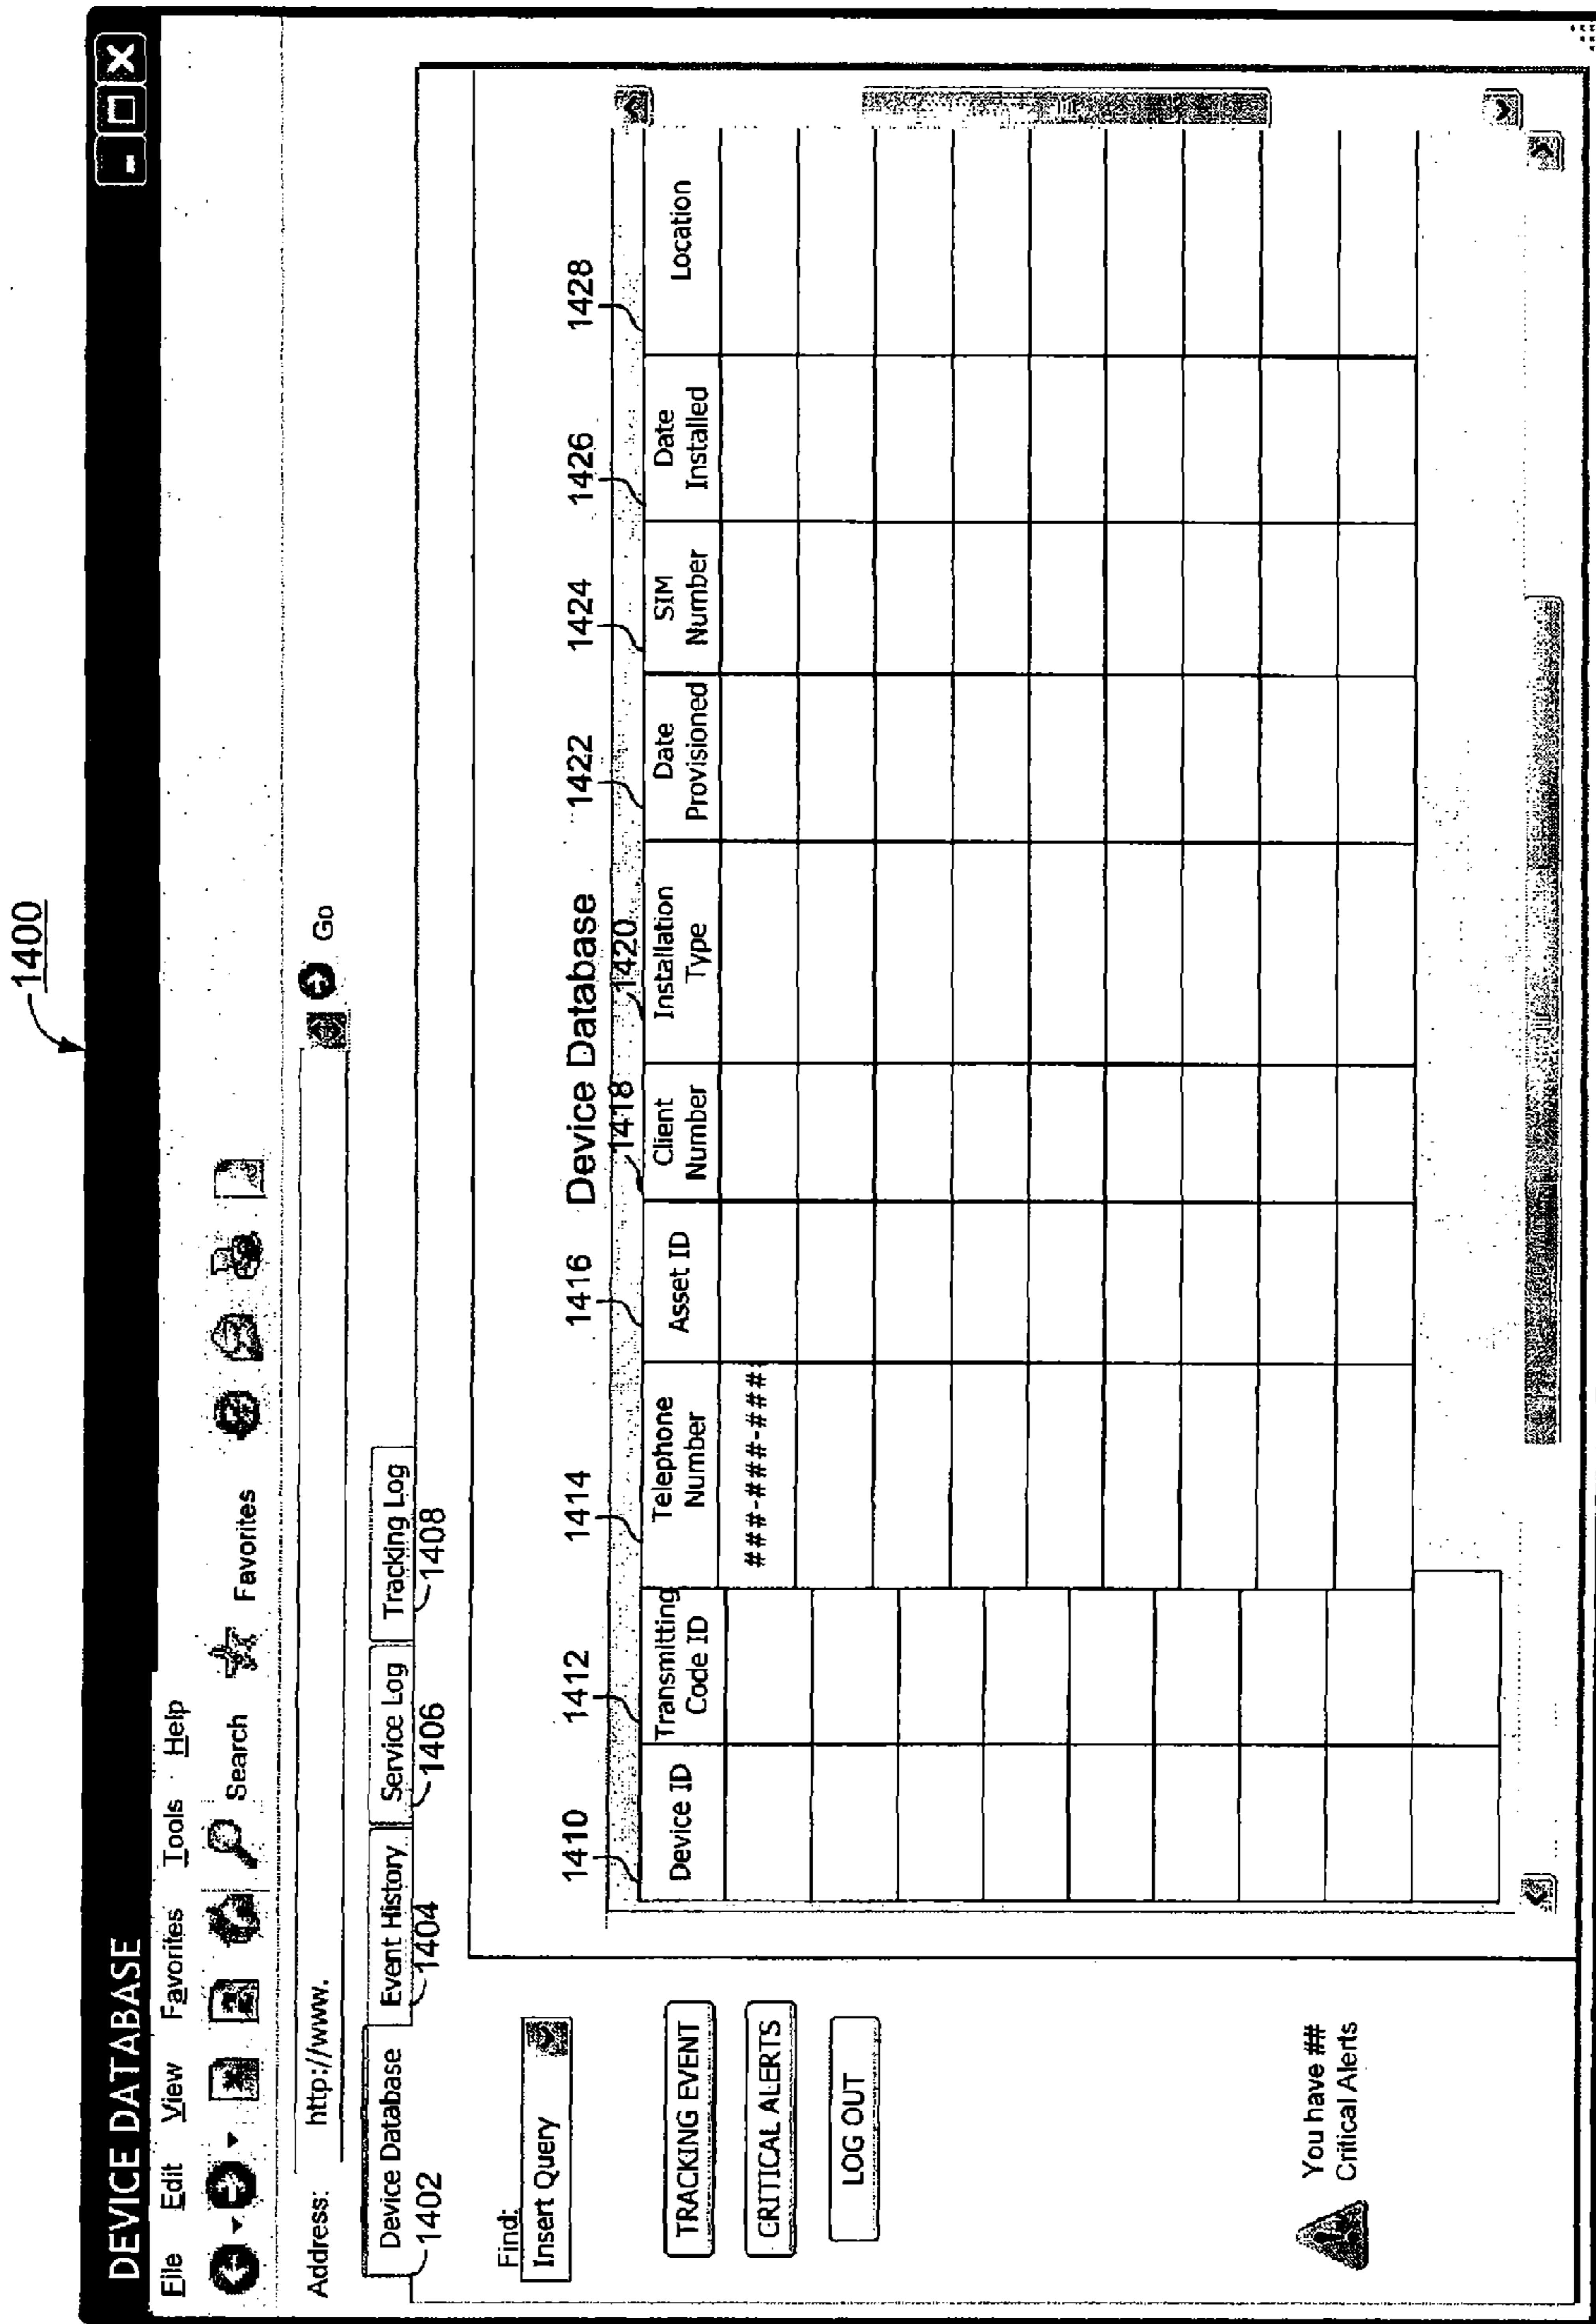 1400
DEVICE DATABASE
File Edit View Favorites Tools Help
Search Favorites
Address: http://www. Go
Device Database Event History Service Log Tracking Log
1402 1404 1406 1408
Find:
Insert Query
TRACKING EVENT
CRITICAL ALERTS
LOG OUT
You have ##
Critical Alerts
Device Database
1410 1412 1414 1416 1418 1420 1422 1424 1426 1428
Device ID
Transmitting
Code ID
Telephone
Number
Asset ID
Client
Number
Installation
Type
Date
Provisioned
SIM
Number
Date
Installed
Location
###-###-###